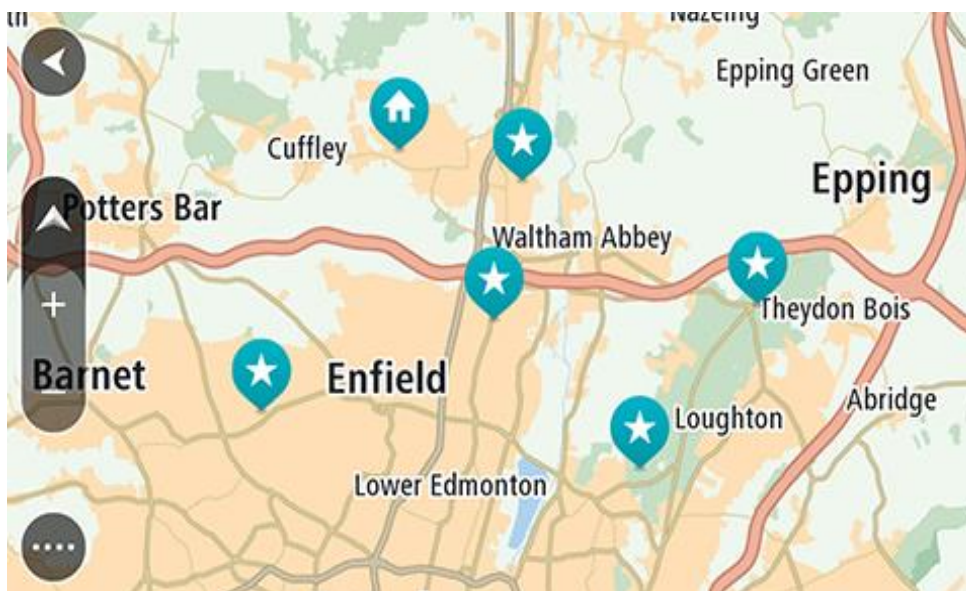 Nazeing
Epping Green
Cuffley
Epping
Potters Bar
Waltham Abbey
Theydon Bois
Barnet
Enfield
Abridge
Loughton
Lower Edmonton